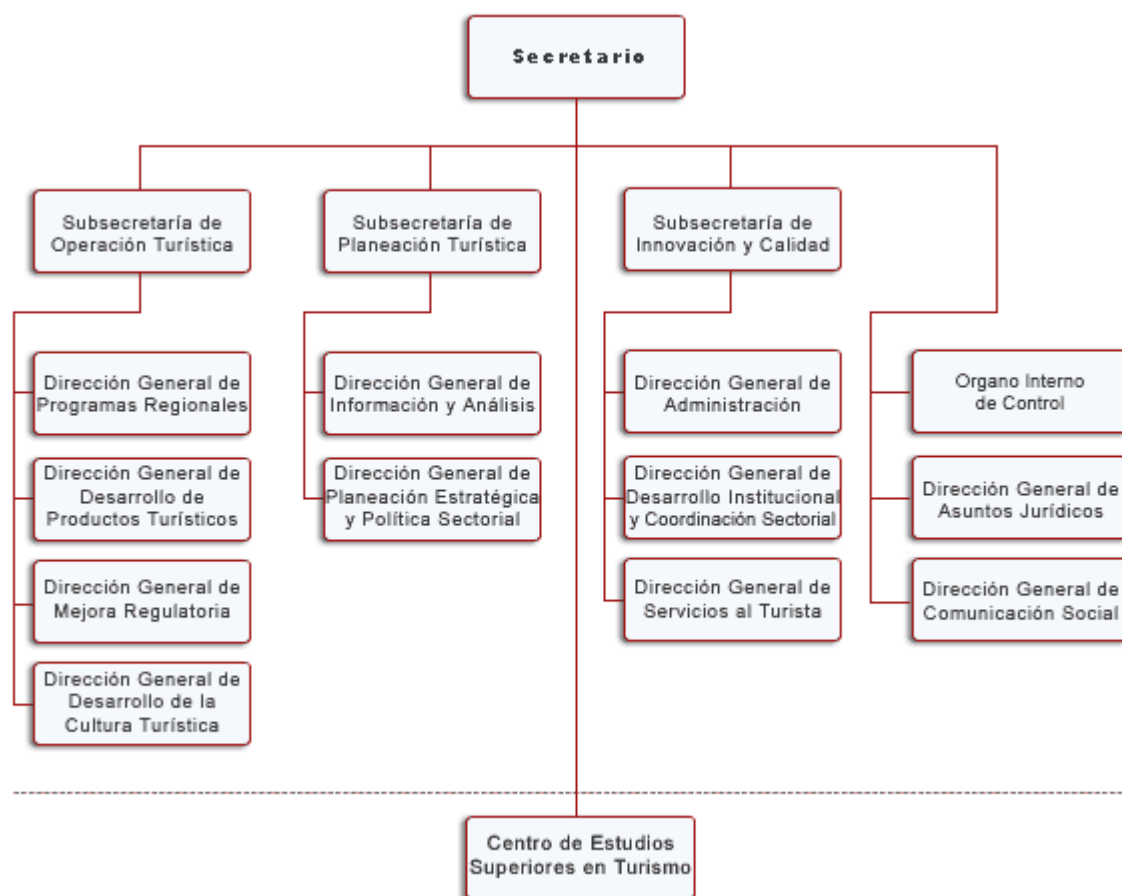 Secretario
Subsecretaría de
Operación Turística
Subsecretaría de
Planeación Turística
Subsecretaría de
Innovación y Calidad
Dirección General de
Programas Regionales
Dirección General de
Información y Análisis
Dirección General de
Administración
Organo Interno
de Control
Dirección General de
Desarrollo de
Productos Turísticos
Dirección General de
Planeación Estratégica
y Política Sectorial
Dirección General de
Desarrollo Institucional
y Coordinación Sectorial
Dirección General de
Asuntos Jurídicos
Dirección General de
Mejora Regulatoria
Dirección General de
Servicios al Turista
Dirección General de
Comunicación Social
Dirección General de
Desarrollo de la
Cultura Turística
Centro de Estudios
Superiores en Turismo